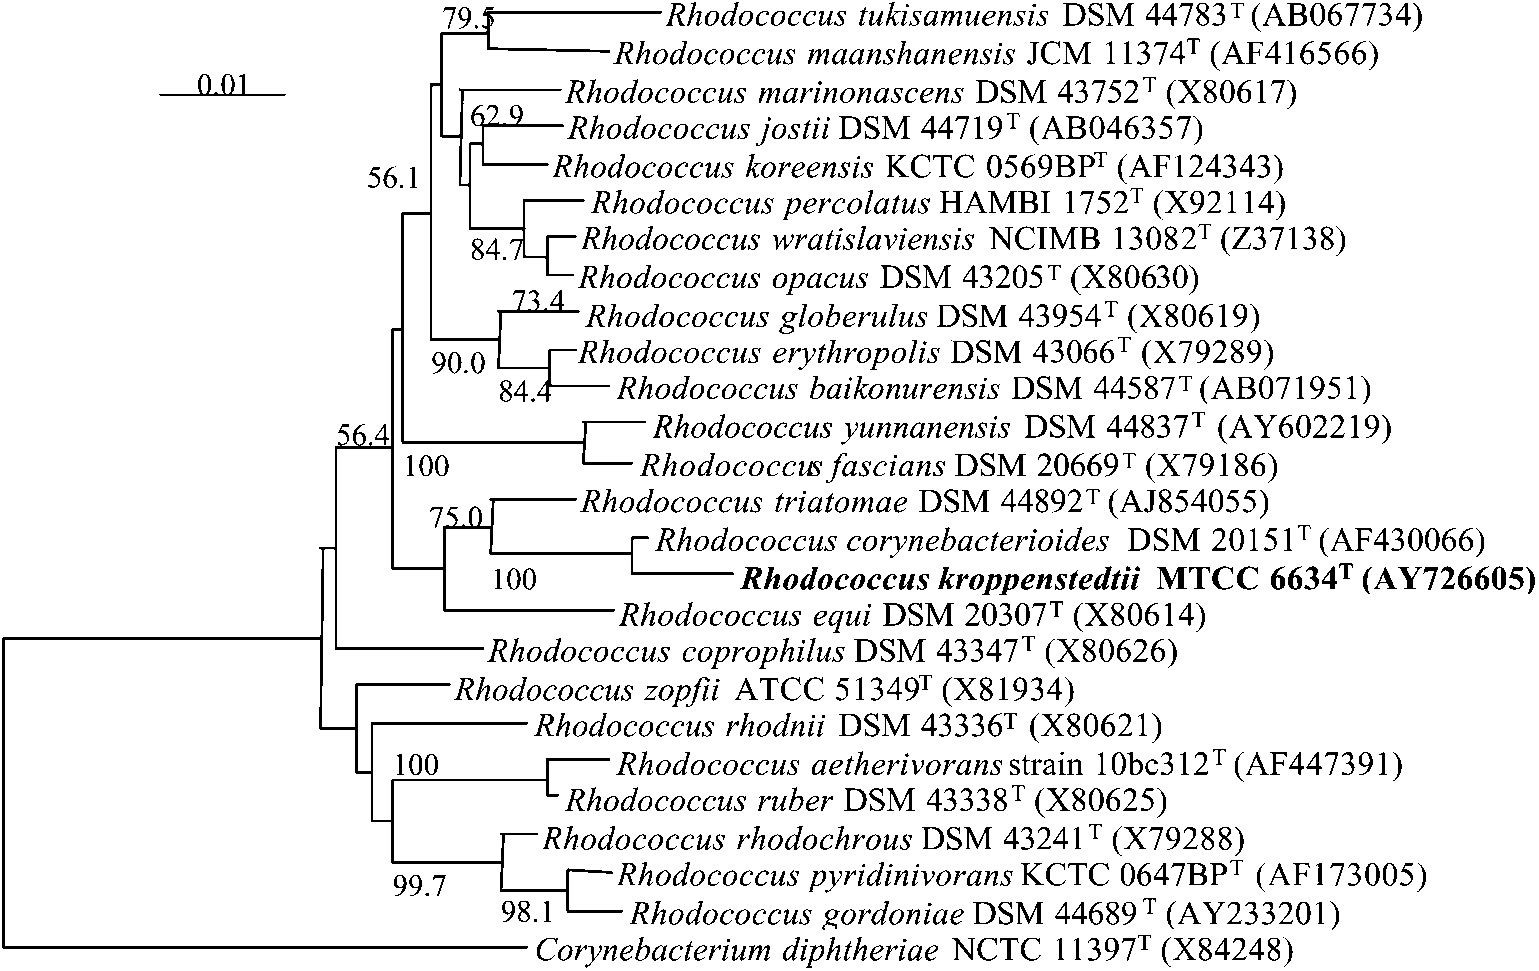 79.5
Rhodococcus tukisamuensis DSM 44783T (AB067734)
Rhodococcus maanshanensis JCM 11374T (AF416566)
0.01
Rhodococcus marinonascens DSM 43752T (X80617)
62.9
Rhodococcus jostii DSM 44719T (AB046357)
Rhodococcus koreensis KCTC 0569BPT (AF124343)
56.1
Rhodococcus percolatus HAMBI 1752T (X92114)
Rhodococcus wratislaviensis NCIMB 13082T (Z37138)
84.7
Rhodococcus opacus DSM 43205T (X80630)
73.4
Rhodococcus globerulus DSM 43954T (X80619)
Rhodococcus erythropolis DSM 43066T (X79289)
90.0
84.4
Rhodococcus baikonurensis DSM 44587T (AB071951)
Rhodococcus yunnanensis DSM 44837T (AY602219)
56.4
100
Rhodococcus fascians DSM 20669T (X79186)
Rhodococcus triatomae DSM 44892T (AJ854055)
75.0
Rhodococcus corynebacterioides DSM 20151T (AF430066)
100
Rhodococcus kroppenstedtii MTCC 6634T (AY726605)
Rhodococcus equi DSM 20307T (X80614)
Rhodococcus coprophilus DSM 43347T (X80626)
Rhodococcus zopfii ATCC 51349T (X81934)
Rhodococcus rhodnii DSM 43336T (X80621)
100
Rhodococcus aetherivorans strain 10bc312T (AF447391)
Rhodococcus ruber DSM 43338T (X80625)
Rhodococcus rhodochrous DSM 43241T (X79288)
99.7
Rhodococcus pyridinivorans KCTC 0647BPT (AF173005)
98.1
Rhodococcus gordoniae DSM 44689T (AY233201)
Corynebacterium diphtheriae NCTC 11397T (X84248)